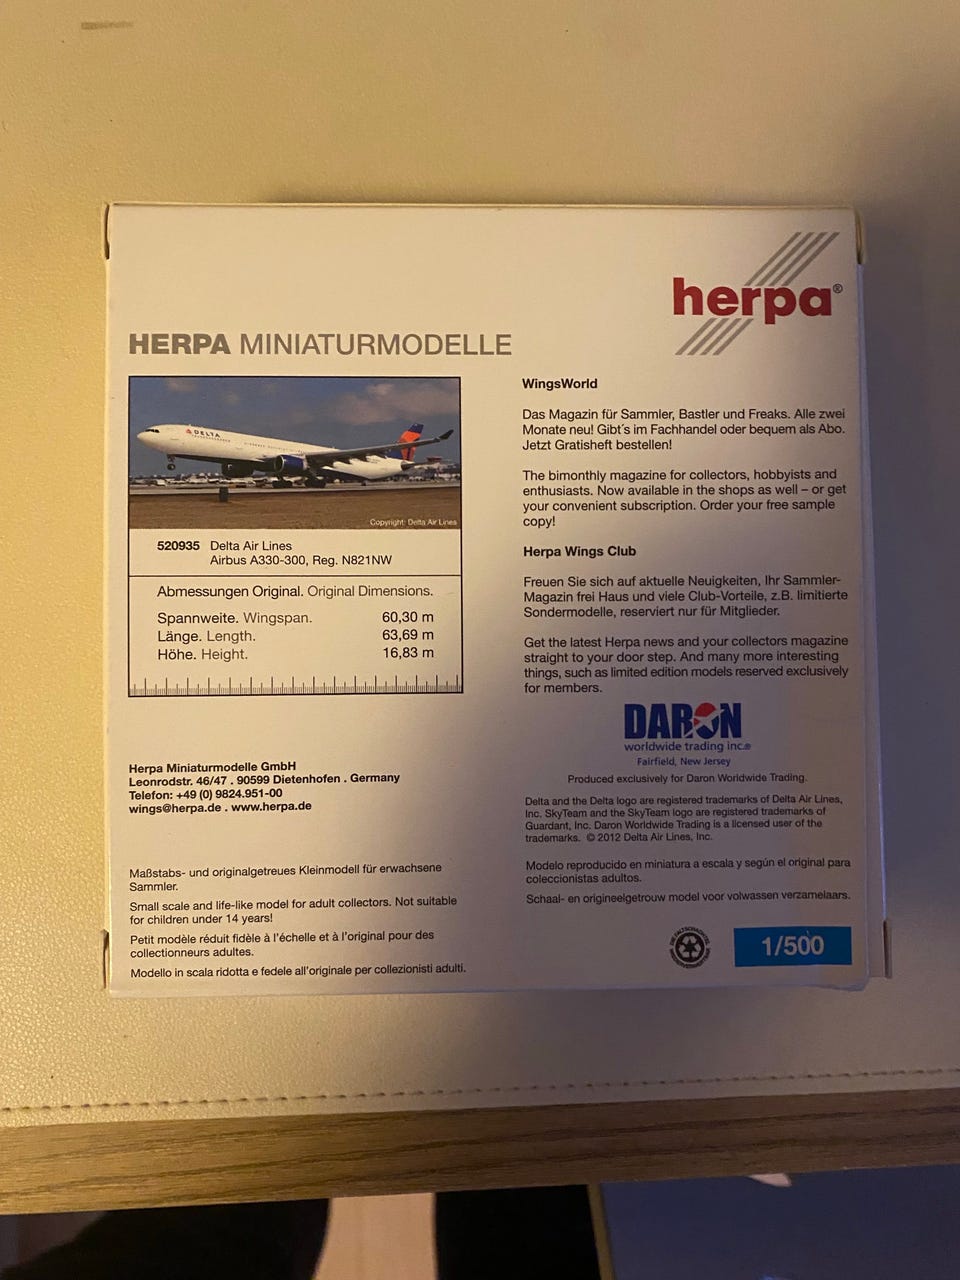 herpa®
HERPA MINIATURMODELLE
DELTA
Copyright: Delta Air Lines
520935 Delta Air Lines
Airbus A330-300, Reg. N821NW
Abmessungen Original. Original Dimensions.
Spannweite. Wingspan. 60,30 m
Länge. Length. 63,69 m
Höhe. Height. 16,83 m
Herpa Miniaturmodelle GmbH
Leonrodstr. 46/47 . 90599 Dietenhofen . Germany
Telefon: +49 (0) 9824.951-00
wings@herpa.de . www.herpa.de
Maßstabs- und originalgetreues Kleinmodell für erwachsene
Sammler.
Small scale and life-like model for adult collectors. Not suitable
for children under 14 years!
Petit modèle réduit fidèle à l'échelle et à l'original pour des
collectionneurs adultes.
Modello in scala ridotta e fedele all'originale per collezionisti adulti.
WingsWorld
Das Magazin für Sammler, Bastler und Freaks. Alle zwei
Monate neu! Gibt´s im Fachhandel oder bequem als Abo.
Jetzt Gratisheft bestellen!
The bimonthly magazine for collectors, hobbyists and
enthusiasts. Now available in the shops as well – or get
your convenient subscription. Order your free sample
copy!
Herpa Wings Club
Freuen Sie sich auf aktuelle Neuigkeiten, Ihr Sammler-
Magazin frei Haus und viele Club-Vorteile, z.B. limitierte
Sondermodelle, reserviert nur für Mitglieder.
Get the latest Herpa news and your collectors magazine
straight to your door step. And many more interesting
things, such as limited edition models reserved exclusively
for members.
DARON
worldwide trading inc.®
Fairfield, New Jersey
Produced exclusively for Daron Worldwide Trading.
Delta and the Delta logo are registered trademarks of Delta Air Lines,
Inc. SkyTeam and the SkyTeam logo are registered trademarks of
Guardant, Inc. Daron Worldwide Trading is a licensed user of the
trademarks. © 2012 Delta Air Lines, Inc.
Modelo reproducido en miniatura a escala y según el original para
coleccionistas adultos.
Schaal- en origineelgetrouw model voor volwassen verzamelaars.
1/500